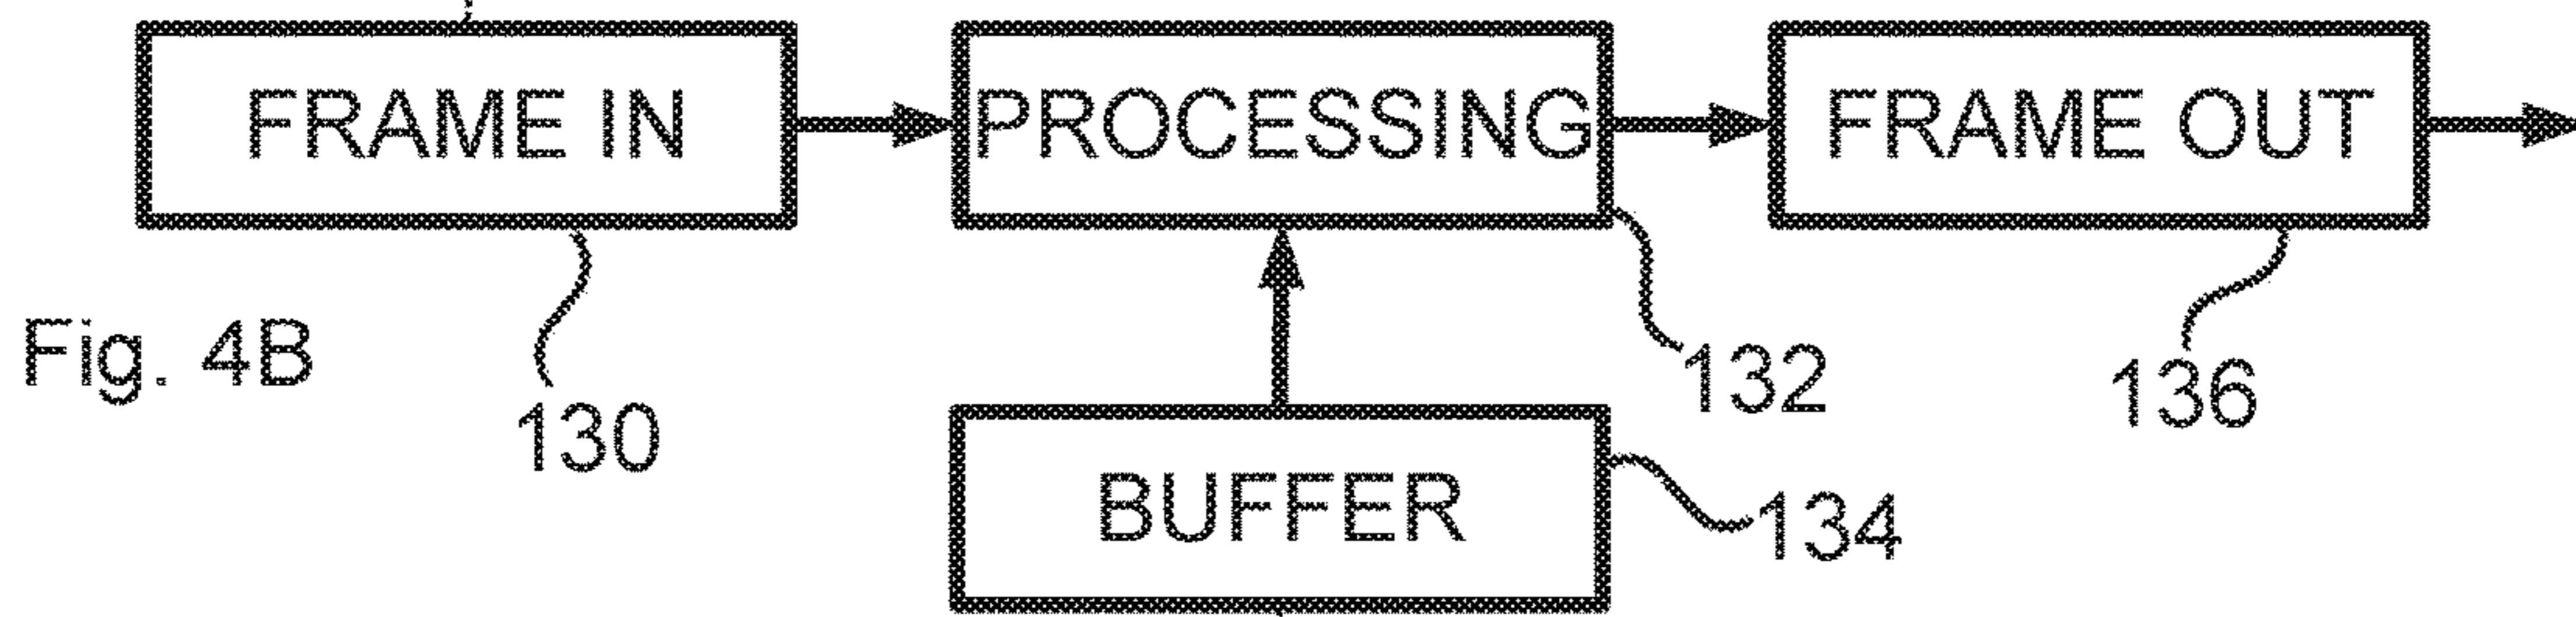 FRAME IN
PROCESSING
FRAME OUT
Fig. 4B
130
132
136
BUFFER
134